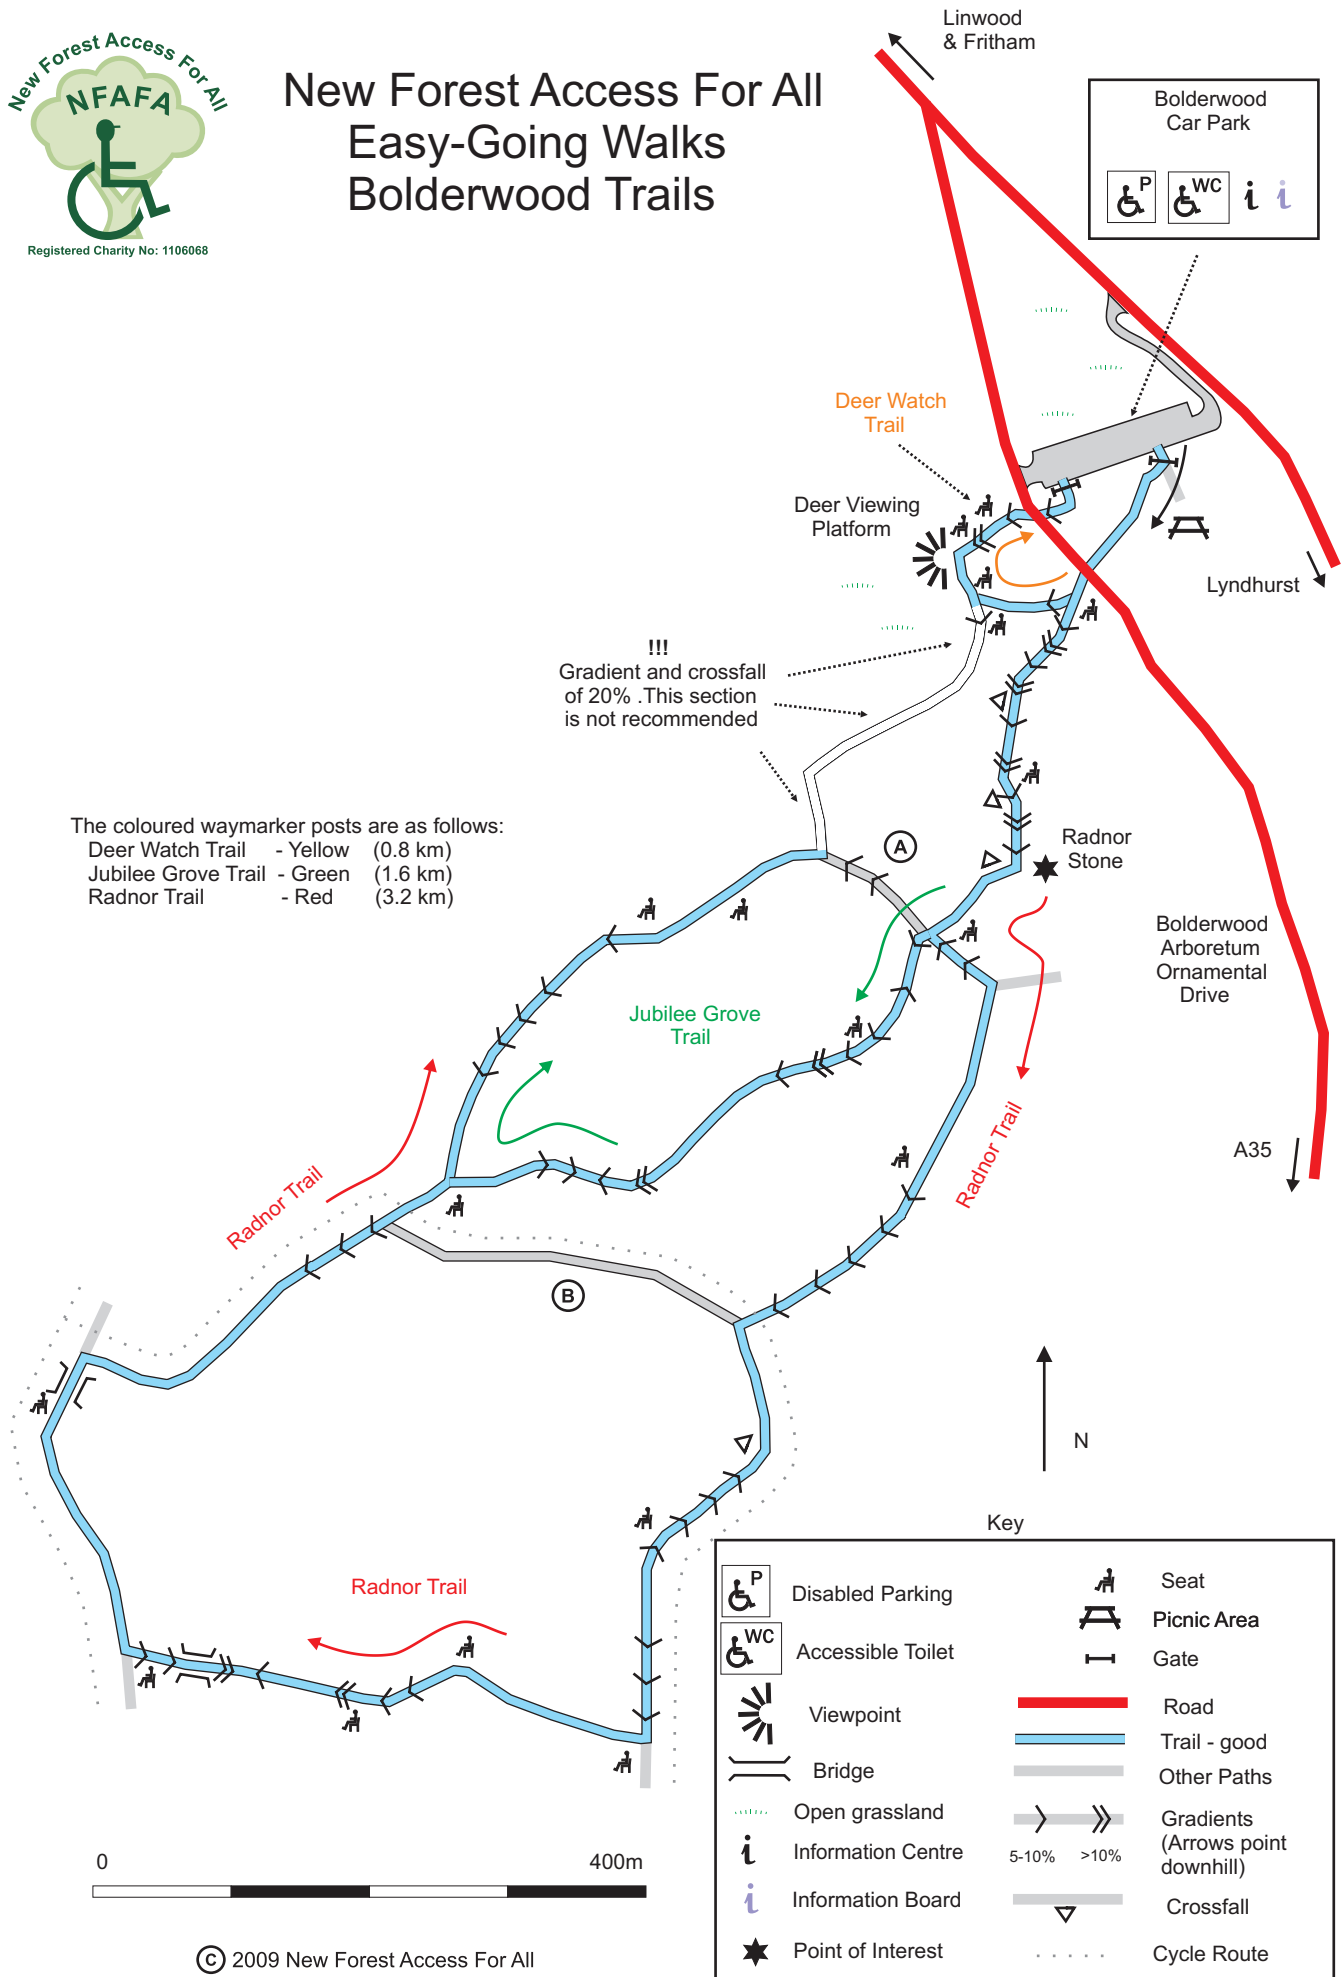 New Forest Access For All
NFAFA
Registered Charity No: 1106068
New Forest Access For All
Easy-Going Walks
Bolderwood Trails
Linwood
& Fritham
Bolderwood
Car Park
P
WC
i
i
Deer Watch
Trail
Deer Viewing
Platform
Lyndhurst
!!!
Gradient and crossfall
of 20% .This section
is not recommended
The coloured waymarker posts are as follows:
Deer Watch Trail - Yellow (0.8 km)
Jubilee Grove Trail - Green (1.6 km)
Radnor Trail - Red (3.2 km)
A
Radnor
Stone
Bolderwood
Arboretum
Ornamental
Drive
Jubilee Grove
Trail
Radnor Trail
A35
Radnor Trail
B
N
Radnor Trail
Key
P
Disabled Parking
WC
Accessible Toilet
Viewpoint
Bridge
Open grassland
i
Information Centre
i
Information Board
Point of Interest
Seat
Picnic Area
Gate
Road
Trail - good
Other Paths
5-10% >10%
Gradients
(Arrows point
downhill)
Crossfall
Cycle Route
0 400m
C 2009 New Forest Access For All